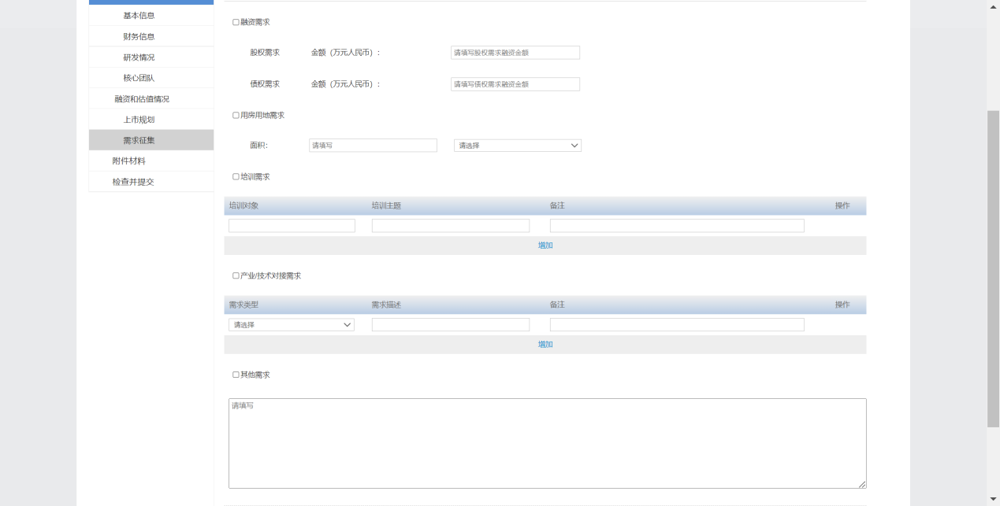 基本信息
财务信息
研发情况
核心团队
融资和估值情况
上市规划
需求征集
附件材料
检查并提交
融资需求
股权需求 金额（万元人民币）: 请填写股权需求融资金额
债权需求 金额（万元人民币）: 请填写债权需求融资金额
用房用地需求
面积: 请填写 请选择
培训需求
培训对象 培训主题 备注 操作
增加
产业/技术对接需求
需求类型 需求描述 备注 操作
请选择
增加
其他需求
请填写